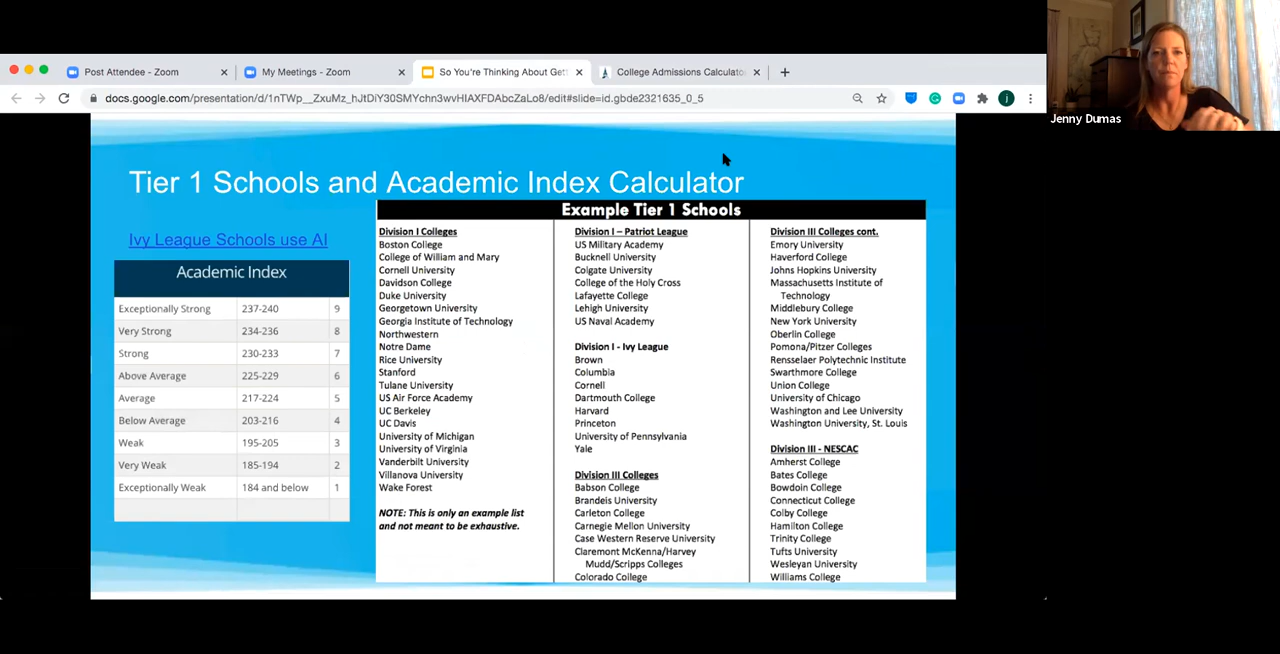 Post Attendee - Zoom
My Meetings - Zoom
So You're Thinking About Gett
College Admissions Calculator
docs.google.com/presentation/d/1nTWp__ZxuMz_hJtDiY30SMYchn3wvHIAXFDAbcZaLo8/edit#slide=id.gbde2321635_0_5
j
Jenny Dumas
Tier 1 Schools and Academic Index Calculator
Ivy League Schools use AI
Academic Index
Exceptionally Strong 237-240 9
Very Strong 234-236 8
Strong 230-233 7
Above Average 225-229 6
Average 217-224 5
Below Average 203-216 4
Weak 195-205 3
Very Weak 185-194 2
Exceptionally Weak 184 and below 1
Example Tier 1 Schools
Division I Colleges
Boston College
College of William and Mary
Cornell University
Davidson College
Duke University
Georgetown University
Georgia Institute of Technology
Northwestern
Notre Dame
Rice University
Stanford
Tulane University
US Air Force Academy
UC Berkeley
UC Davis
University of Michigan
University of Virginia
Vanderbilt University
Villanova University
Wake Forest
NOTE: This is only an example list
and not meant to be exhaustive.
Division I – Patriot League
US Military Academy
Bucknell University
Colgate University
College of the Holy Cross
Lafayette College
Lehigh University
US Naval Academy
Division I - Ivy League
Brown
Columbia
Cornell
Dartmouth College
Harvard
Princeton
University of Pennsylvania
Yale
Division III Colleges
Babson College
Brandeis University
Carleton College
Carnegie Mellon University
Case Western Reserve University
Claremont McKenna/Harvey
Mudd/Scripps Colleges
Colorado College
Division III Colleges cont.
Emory University
Haverford College
Johns Hopkins University
Massachusetts Institute of
Technology
Middlebury College
New York University
Oberlin College
Pomona/Pitzer Colleges
Rensselaer Polytechnic Institute
Swarthmore College
Union College
University of Chicago
Washington and Lee University
Washington University, St. Louis
Division III - NESCAC
Amherst College
Bates College
Bowdoin College
Connecticut College
Colby College
Hamilton College
Trinity College
Tufts University
Wesleyan University
Williams College